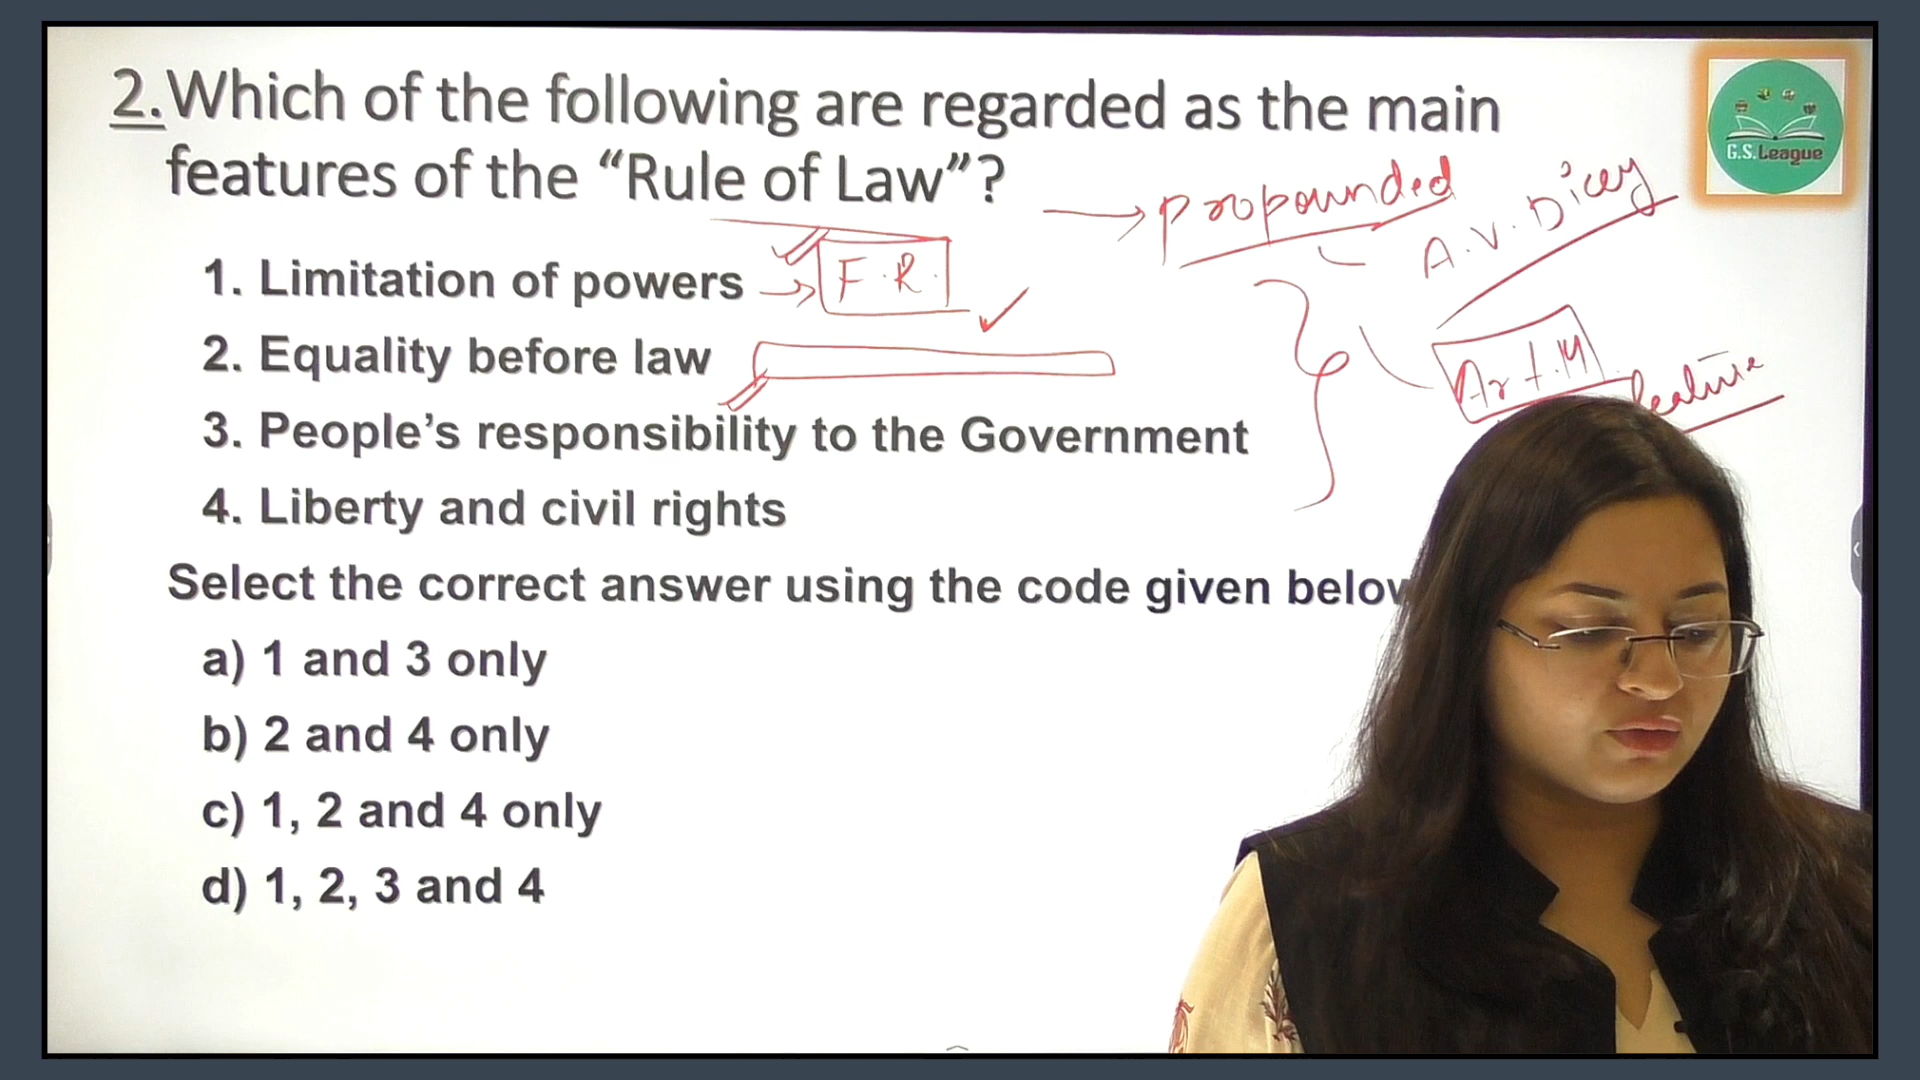 2. Which of the following are regarded as the main
features of the “Rule of Law”?
→ propounded
A.V. Dicey
1. Limitation of powers → F.R.
2. Equality before law
Art. 14
feature
3. People’s responsibility to the Government
4. Liberty and civil rights
Select the correct answer using the code given
a) 1 and 3 only
b) 2 and 4 only
c) 1, 2 and 4 only
d) 1, 2, 3 and 4
G.S.League